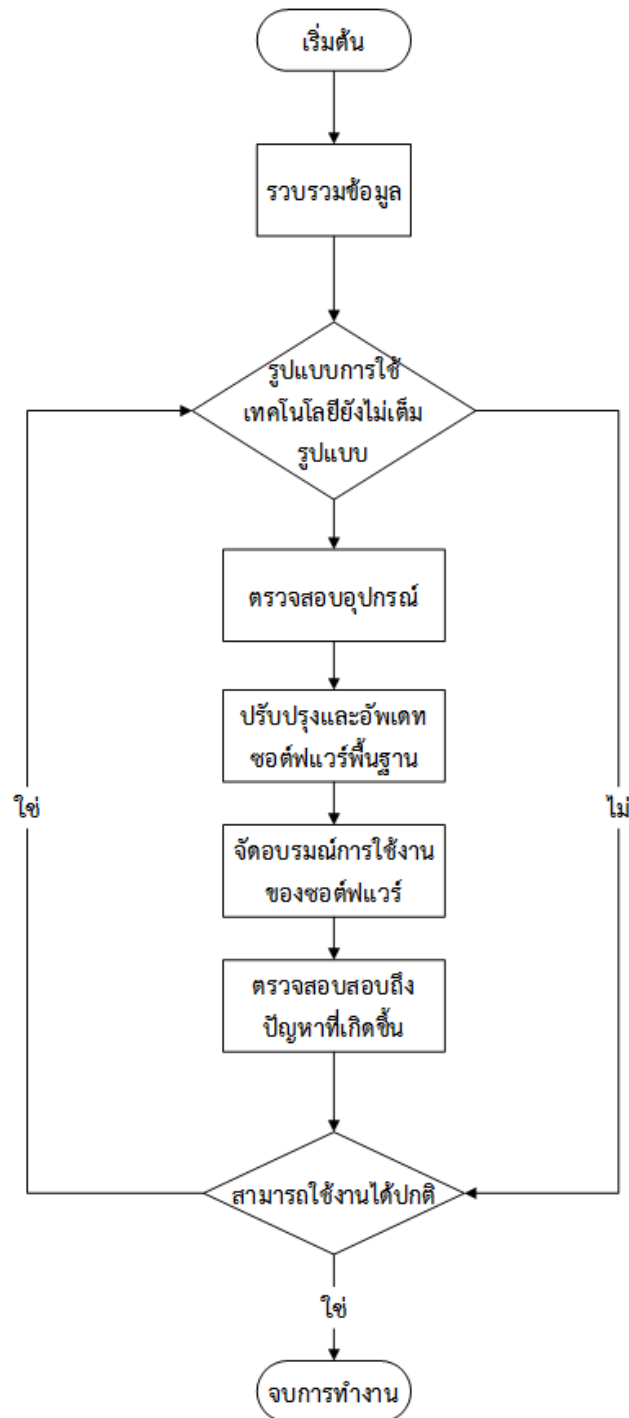 เริ่มต้น
รวบรวมข้อมูล
รูปแบบการใช้
เทคโนโลยียังไม่เต็ม
รูปแบบ
ตรวจสอบอุปกรณ์
ปรับปรุงและอัพเดท
ซอต์ฟแวร์พื้นฐาน
ใช่
ไม่
จัดอบรมณ์การใช้งาน
ของซอต์ฟแวร์
ตรวจสอบสอบถึง
ปัญหาที่เกิดขึ้น
สามารถใช้งานได้ปกติ
ใช่
จบการทำงาน